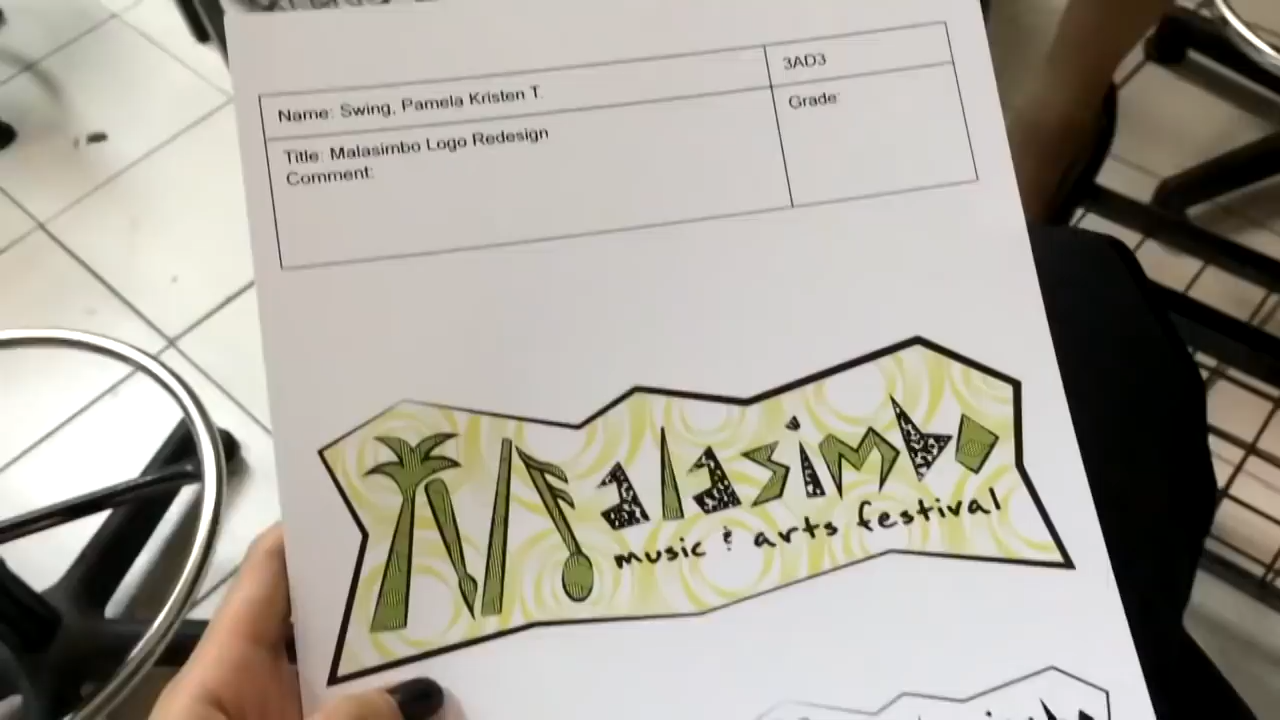 Name: Swing, Pamela Kristen T.
3AD3
Title: Malasimbo Logo Redesign
Comment:
Grade:
Malasimbo
music & arts festival